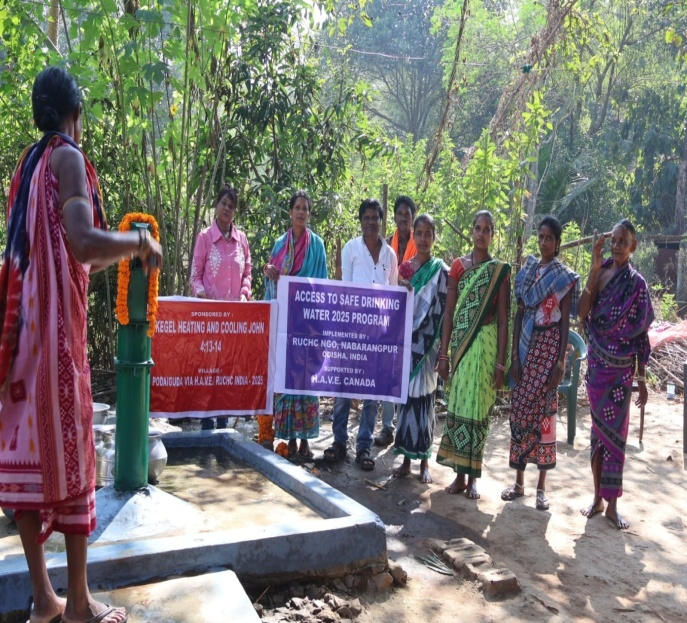 SPONSORED BY :
KEGEL HEATING AND COOLING JOHN
4:13-14
VILLAGE :
PODAIGUDA VIA H.A.V.E. RUCHC INDIA - 2025
ACCESS TO SAFE DRINKING
WATER 2025 PROGRAM
IMPLEMENTED BY :
RUCHC NGO, NABARANGPUR
ODISHA, INDIA
SUPPORTED BY :
H.A.V.E. CANADA